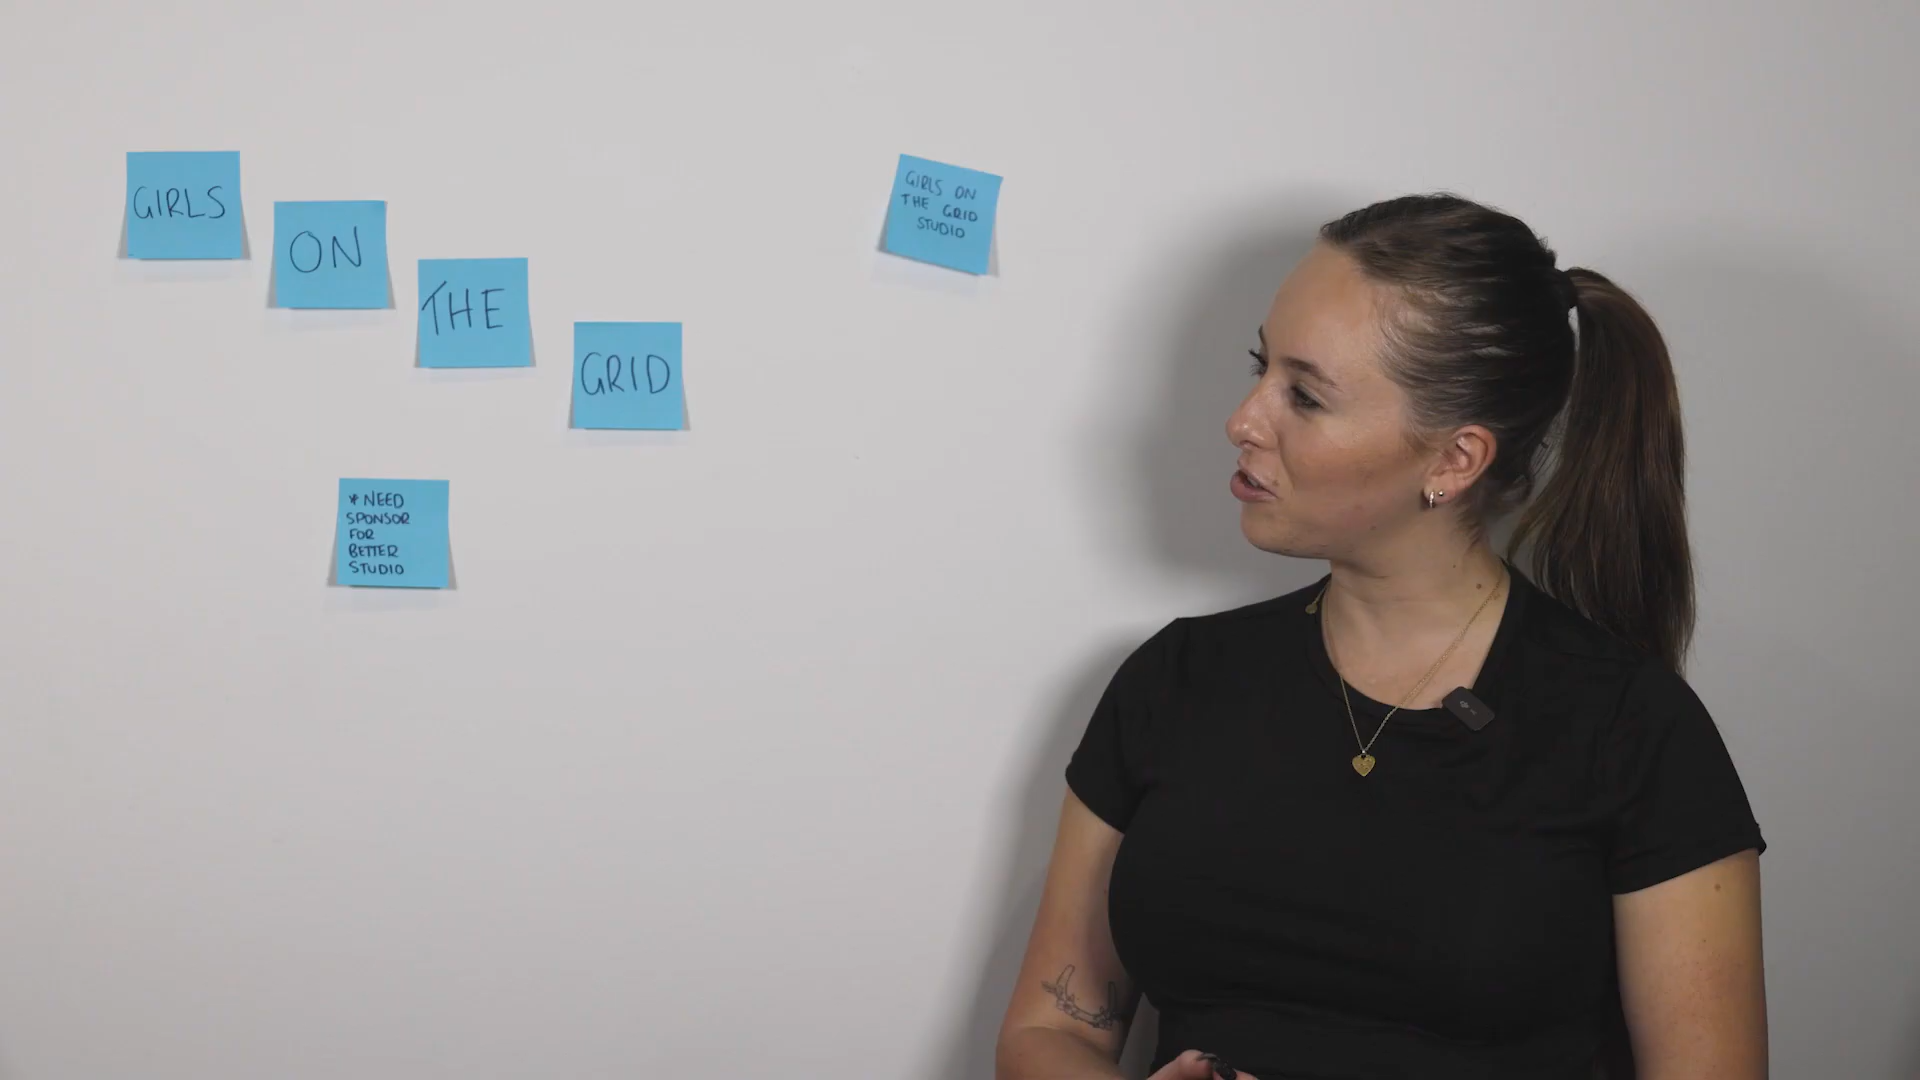 GIRLS
ON
THE
GRID
GIRLS ON
THE GRID
STUDIO
*NEED
SPONSOR
FOR
BETTER
STUDIO